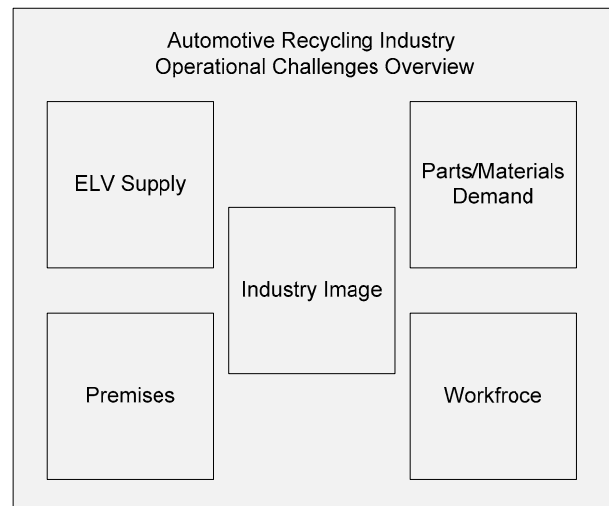 Automotive Recycling Industry
Operational Challenges Overview
ELV Supply
Parts/Materials
Demand
Industry Image
Premises
Workfroce